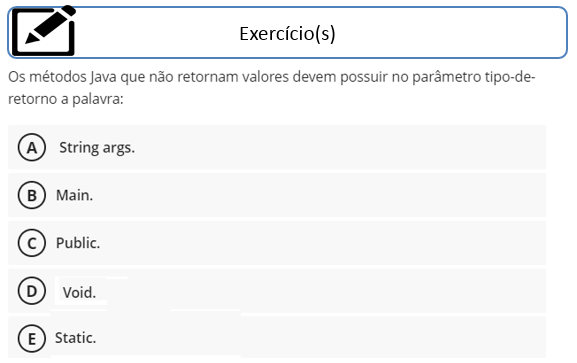 Exercício(s)
Os métodos Java que não retornam valores devem possuir no parâmetro tipo-de-
retorno a palavra:
A String args.
B Main.
C Public.
D Void.
E Static.